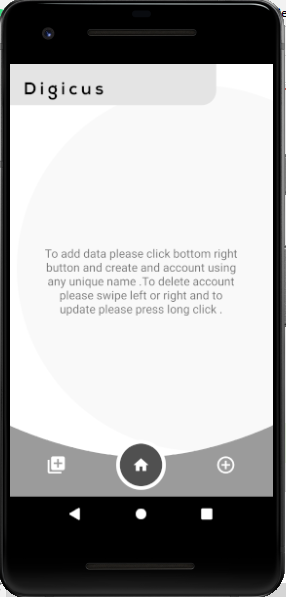 Digicus
To add data please click bottom right
button and create and account using
any unique name .To delete account
please swipe left or right and to
update please press long click .